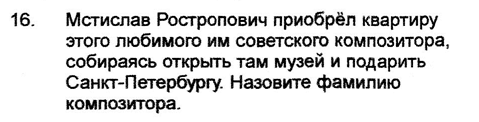 16. Мстислав Ростропович приобрёл квартиру
этого любимого им советского композитора,
собираясь открыть там музей и подарить
Санкт-Петербургу. Назовите фамилию
композитора.